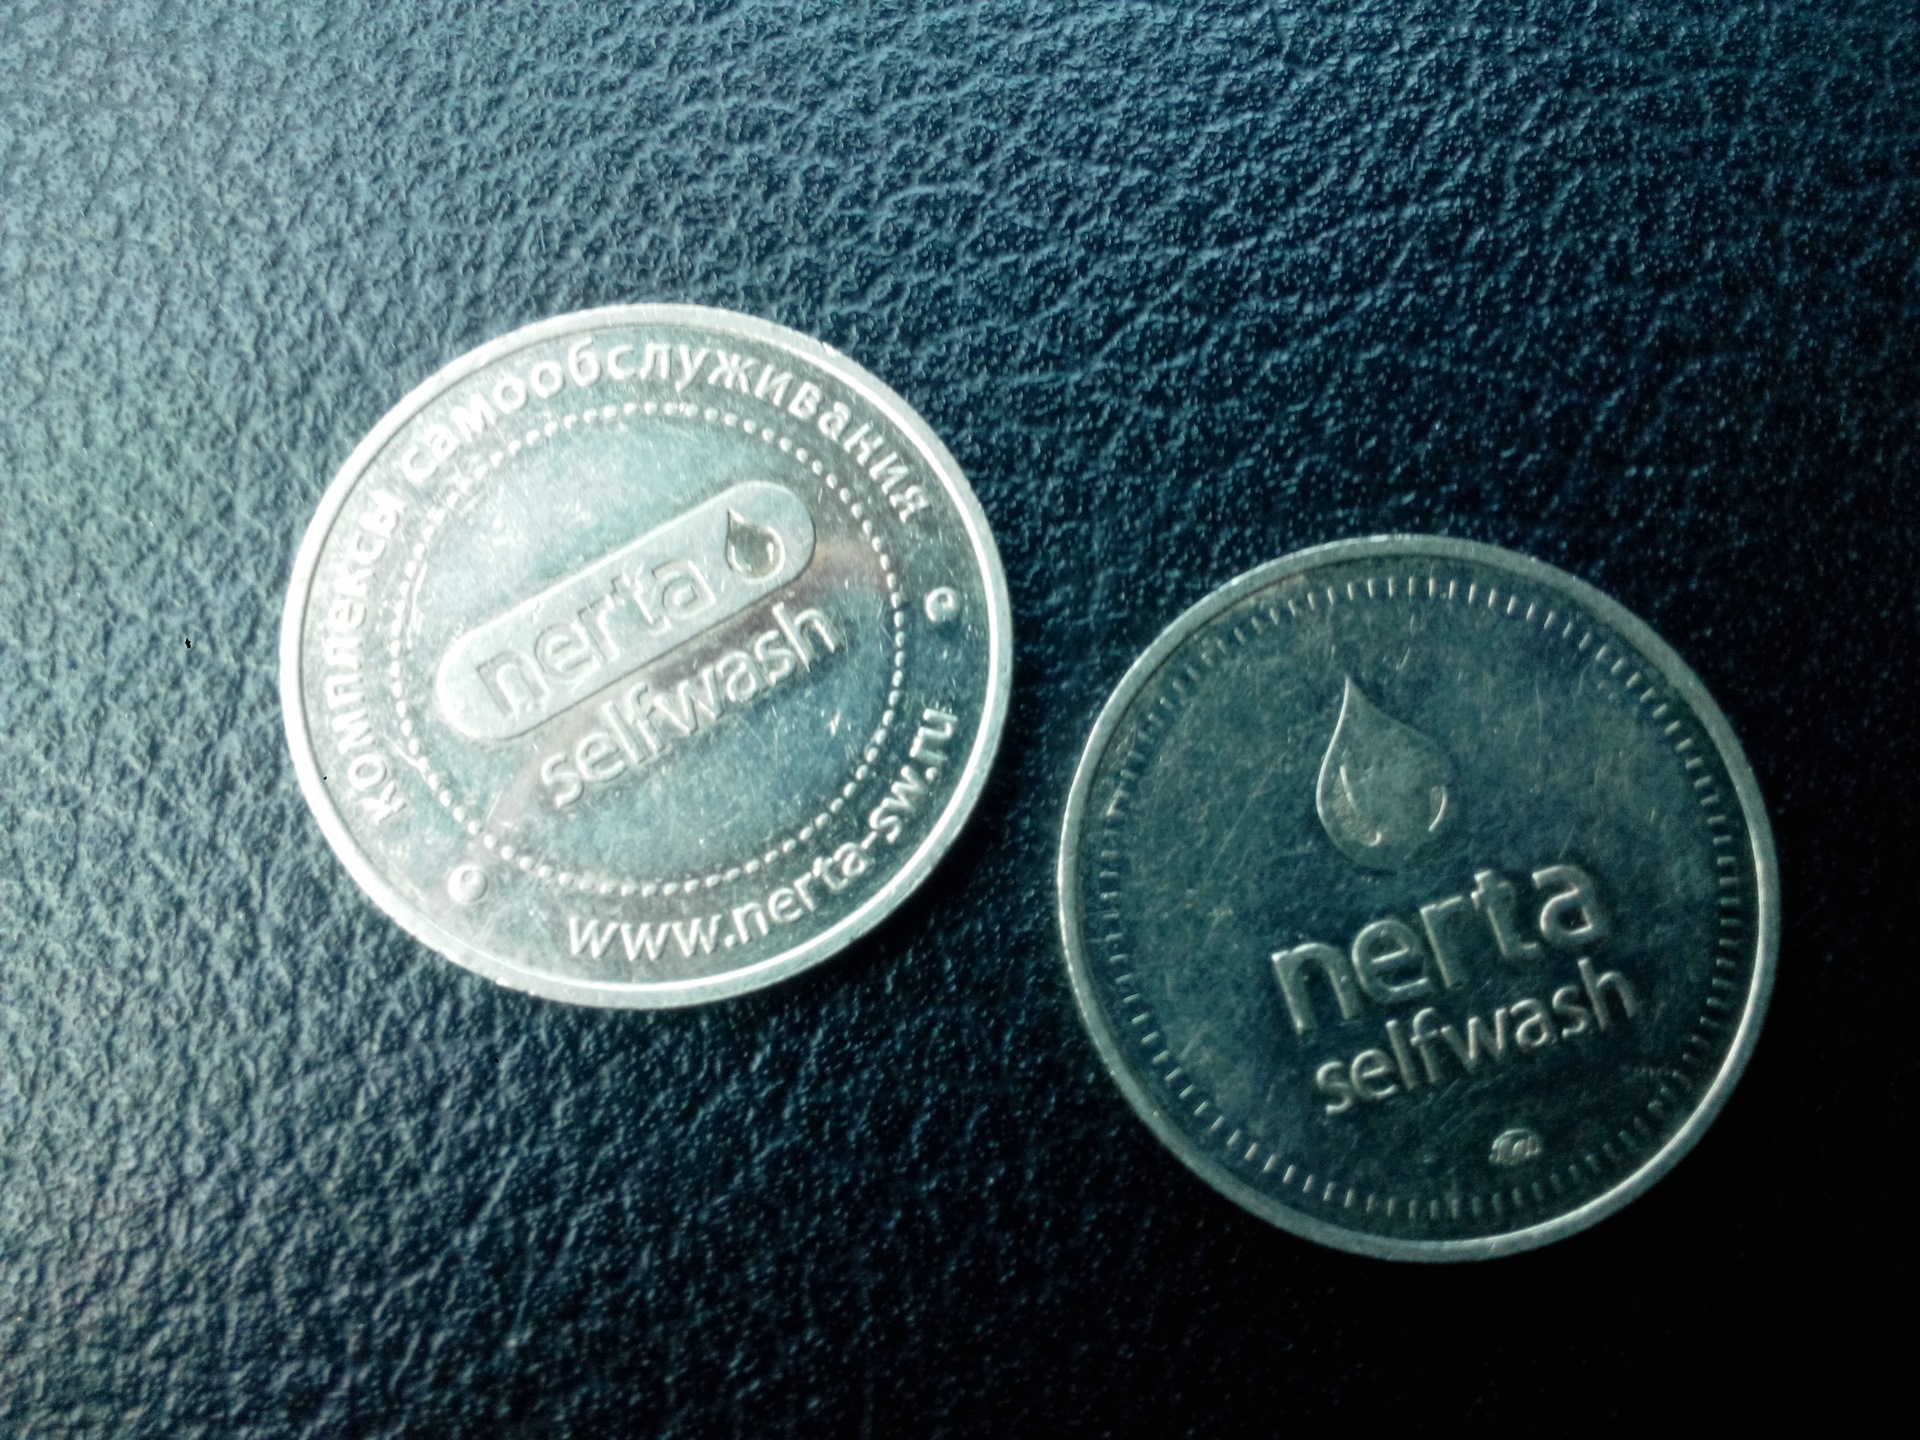 Комплексы самообслуживания
nerta
selfwash
www.nerta-sw.ru
nerta
selfwash